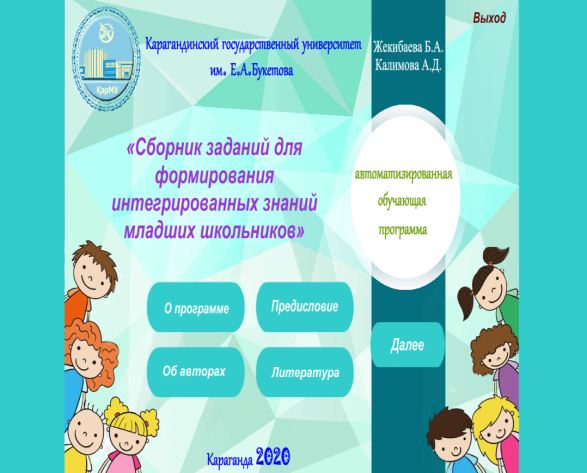 Выход
Карагандинский государственный университет
им. Е.А.Букетова
Жекибаева Б.А.
Калимова А.Д.
ҚарМУ
«Сборник заданий для
формирования
интегрированных знаний
младших школьников»
автоматизированная
обучающая
программа
О программе
Предисловие
Далее
Об авторах
Литература
Караганда 2020